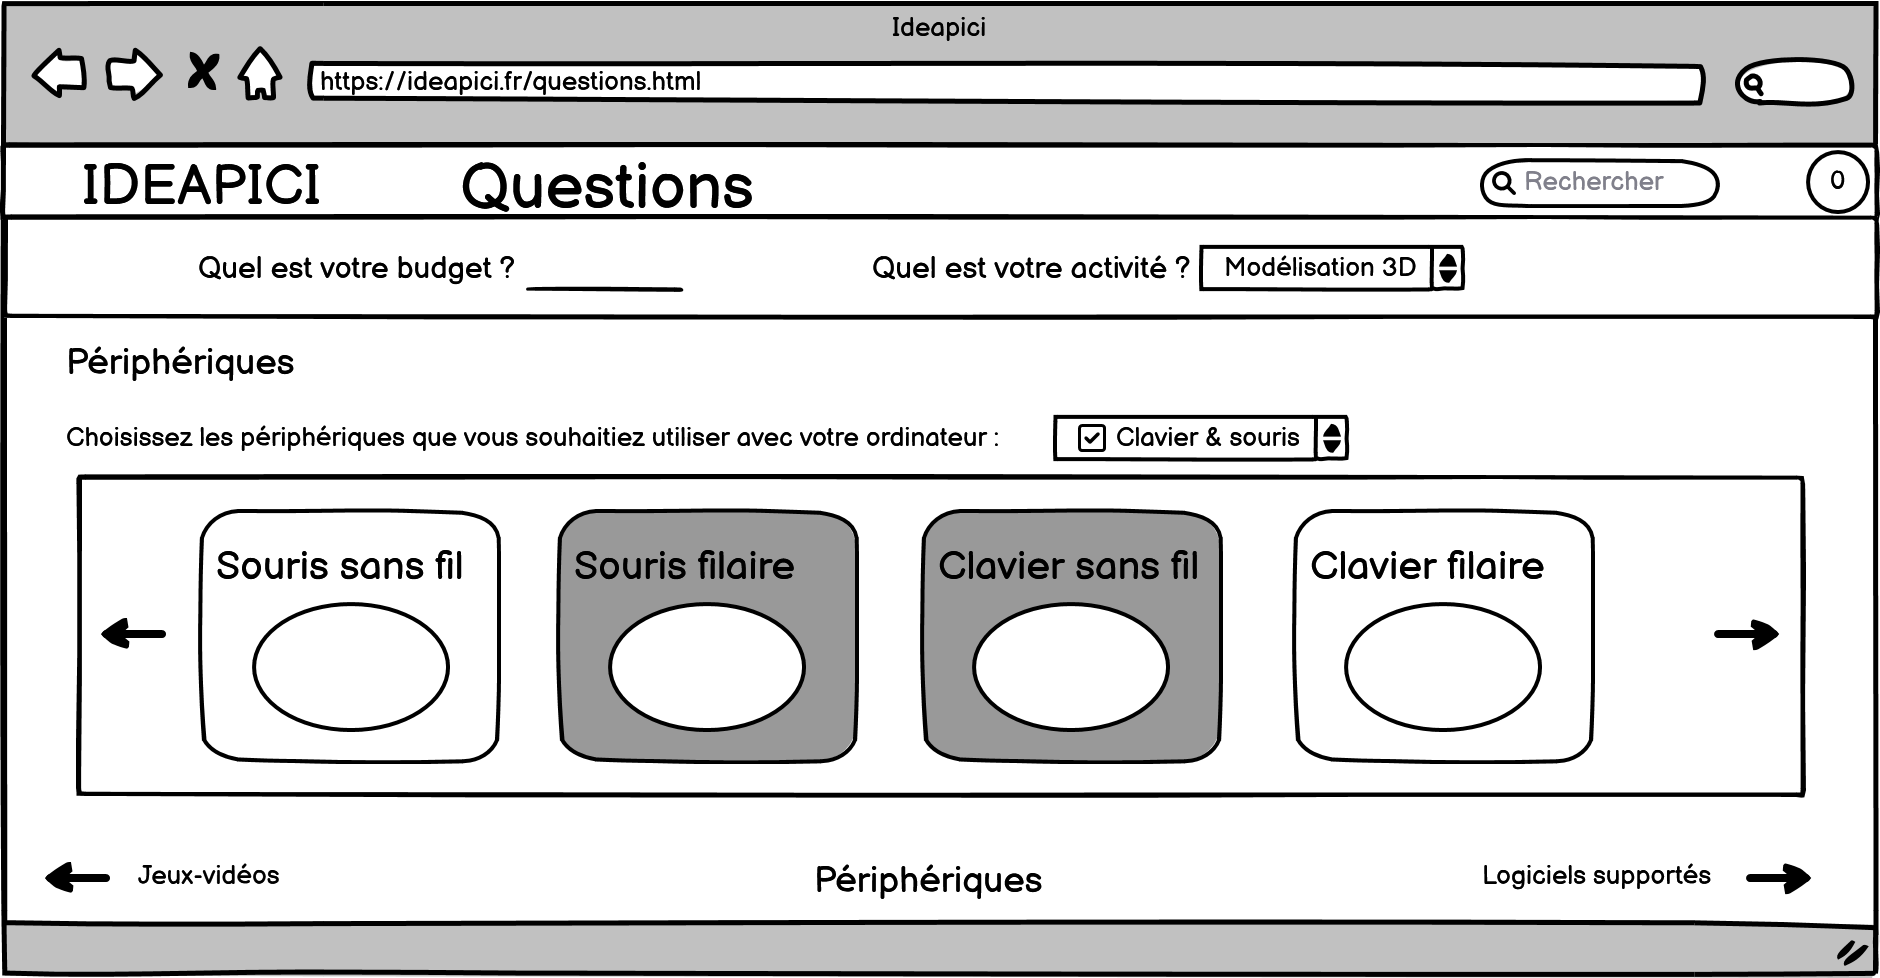 Ideapici
https://ideapici.fr/questions.html
IDEAPICI Questions Rechercher 0
Quel est votre budget ? Quel est votre activité ? Modélisation 3D
Périphériques
Choisissez les périphériques que vous souhaitiez utiliser avec votre ordinateur : Clavier & souris
Souris sans fil Souris filaire Clavier sans fil Clavier filaire
Jeux-vidéos Périphériques Logiciels supportés